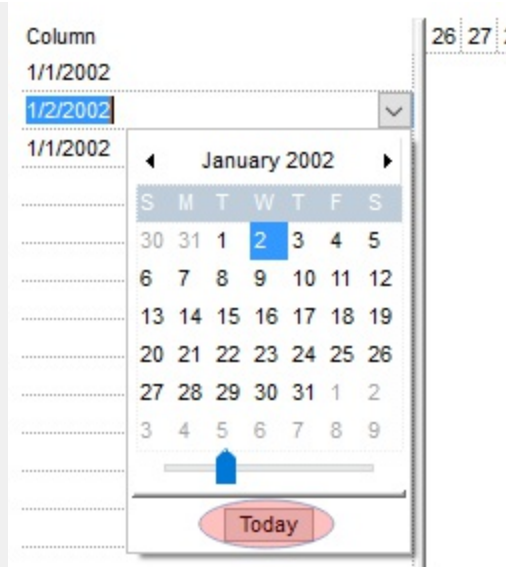 Column
26 27
1/1/2002
1/2/2002
1/1/2002
January 2002
S M T W T F S
30 31 1 2 3 4 5
6 7 8 9 10 11 12
13 14 15 16 17 18 19
20 21 22 23 24 25 26
27 28 29 30 31 1 2
3 4 5 6 7 8 9
Today